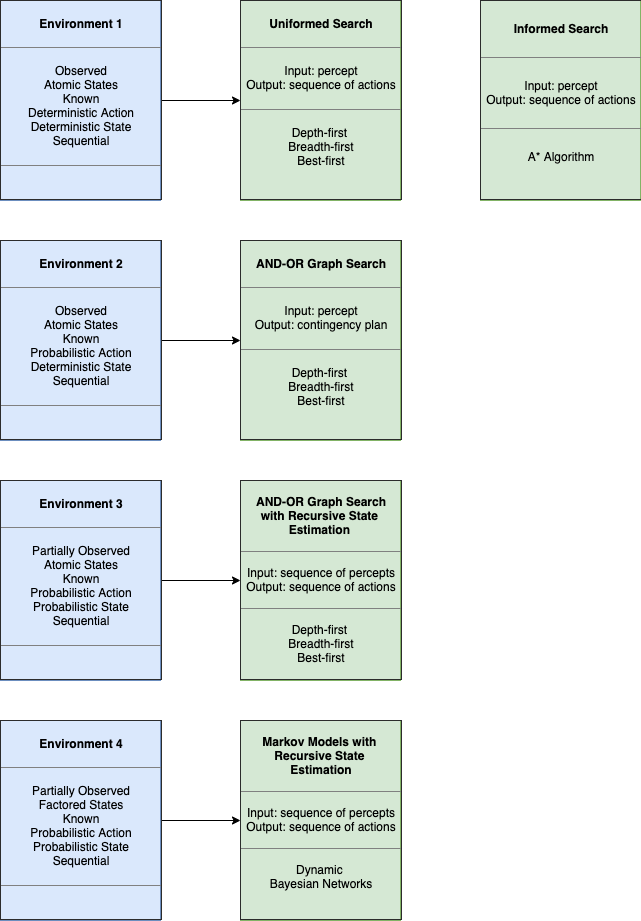 Environment 1
Observed
Atomic States
Known
Deterministic Action
Deterministic State
Sequential
Uniformed Search
Input: percept
Output: sequence of actions
Depth-first
Breadth-first
Best-first
Informed Search
Input: percept
Output: sequence of actions
A* Algorithm
Environment 2
Observed
Atomic States
Known
Probabilistic Action
Deterministic State
Sequential
AND-OR Graph Search
Input: percept
Output: contingency plan
Depth-first
Breadth-first
Best-first
Environment 3
Partially Observed
Atomic States
Known
Probabilistic Action
Probabilistic State
Sequential
AND-OR Graph Search
with Recursive State
Estimation
Input: sequence of percepts
Output: sequence of actions
Depth-first
Breadth-first
Best-first
Environment 4
Partially Observed
Factored States
Known
Probabilistic Action
Probabilistic State
Sequential
Markov Models with
Recursive State
Estimation
Input: sequence of percepts
Output: sequence of actions
Dynamic
Bayesian Networks